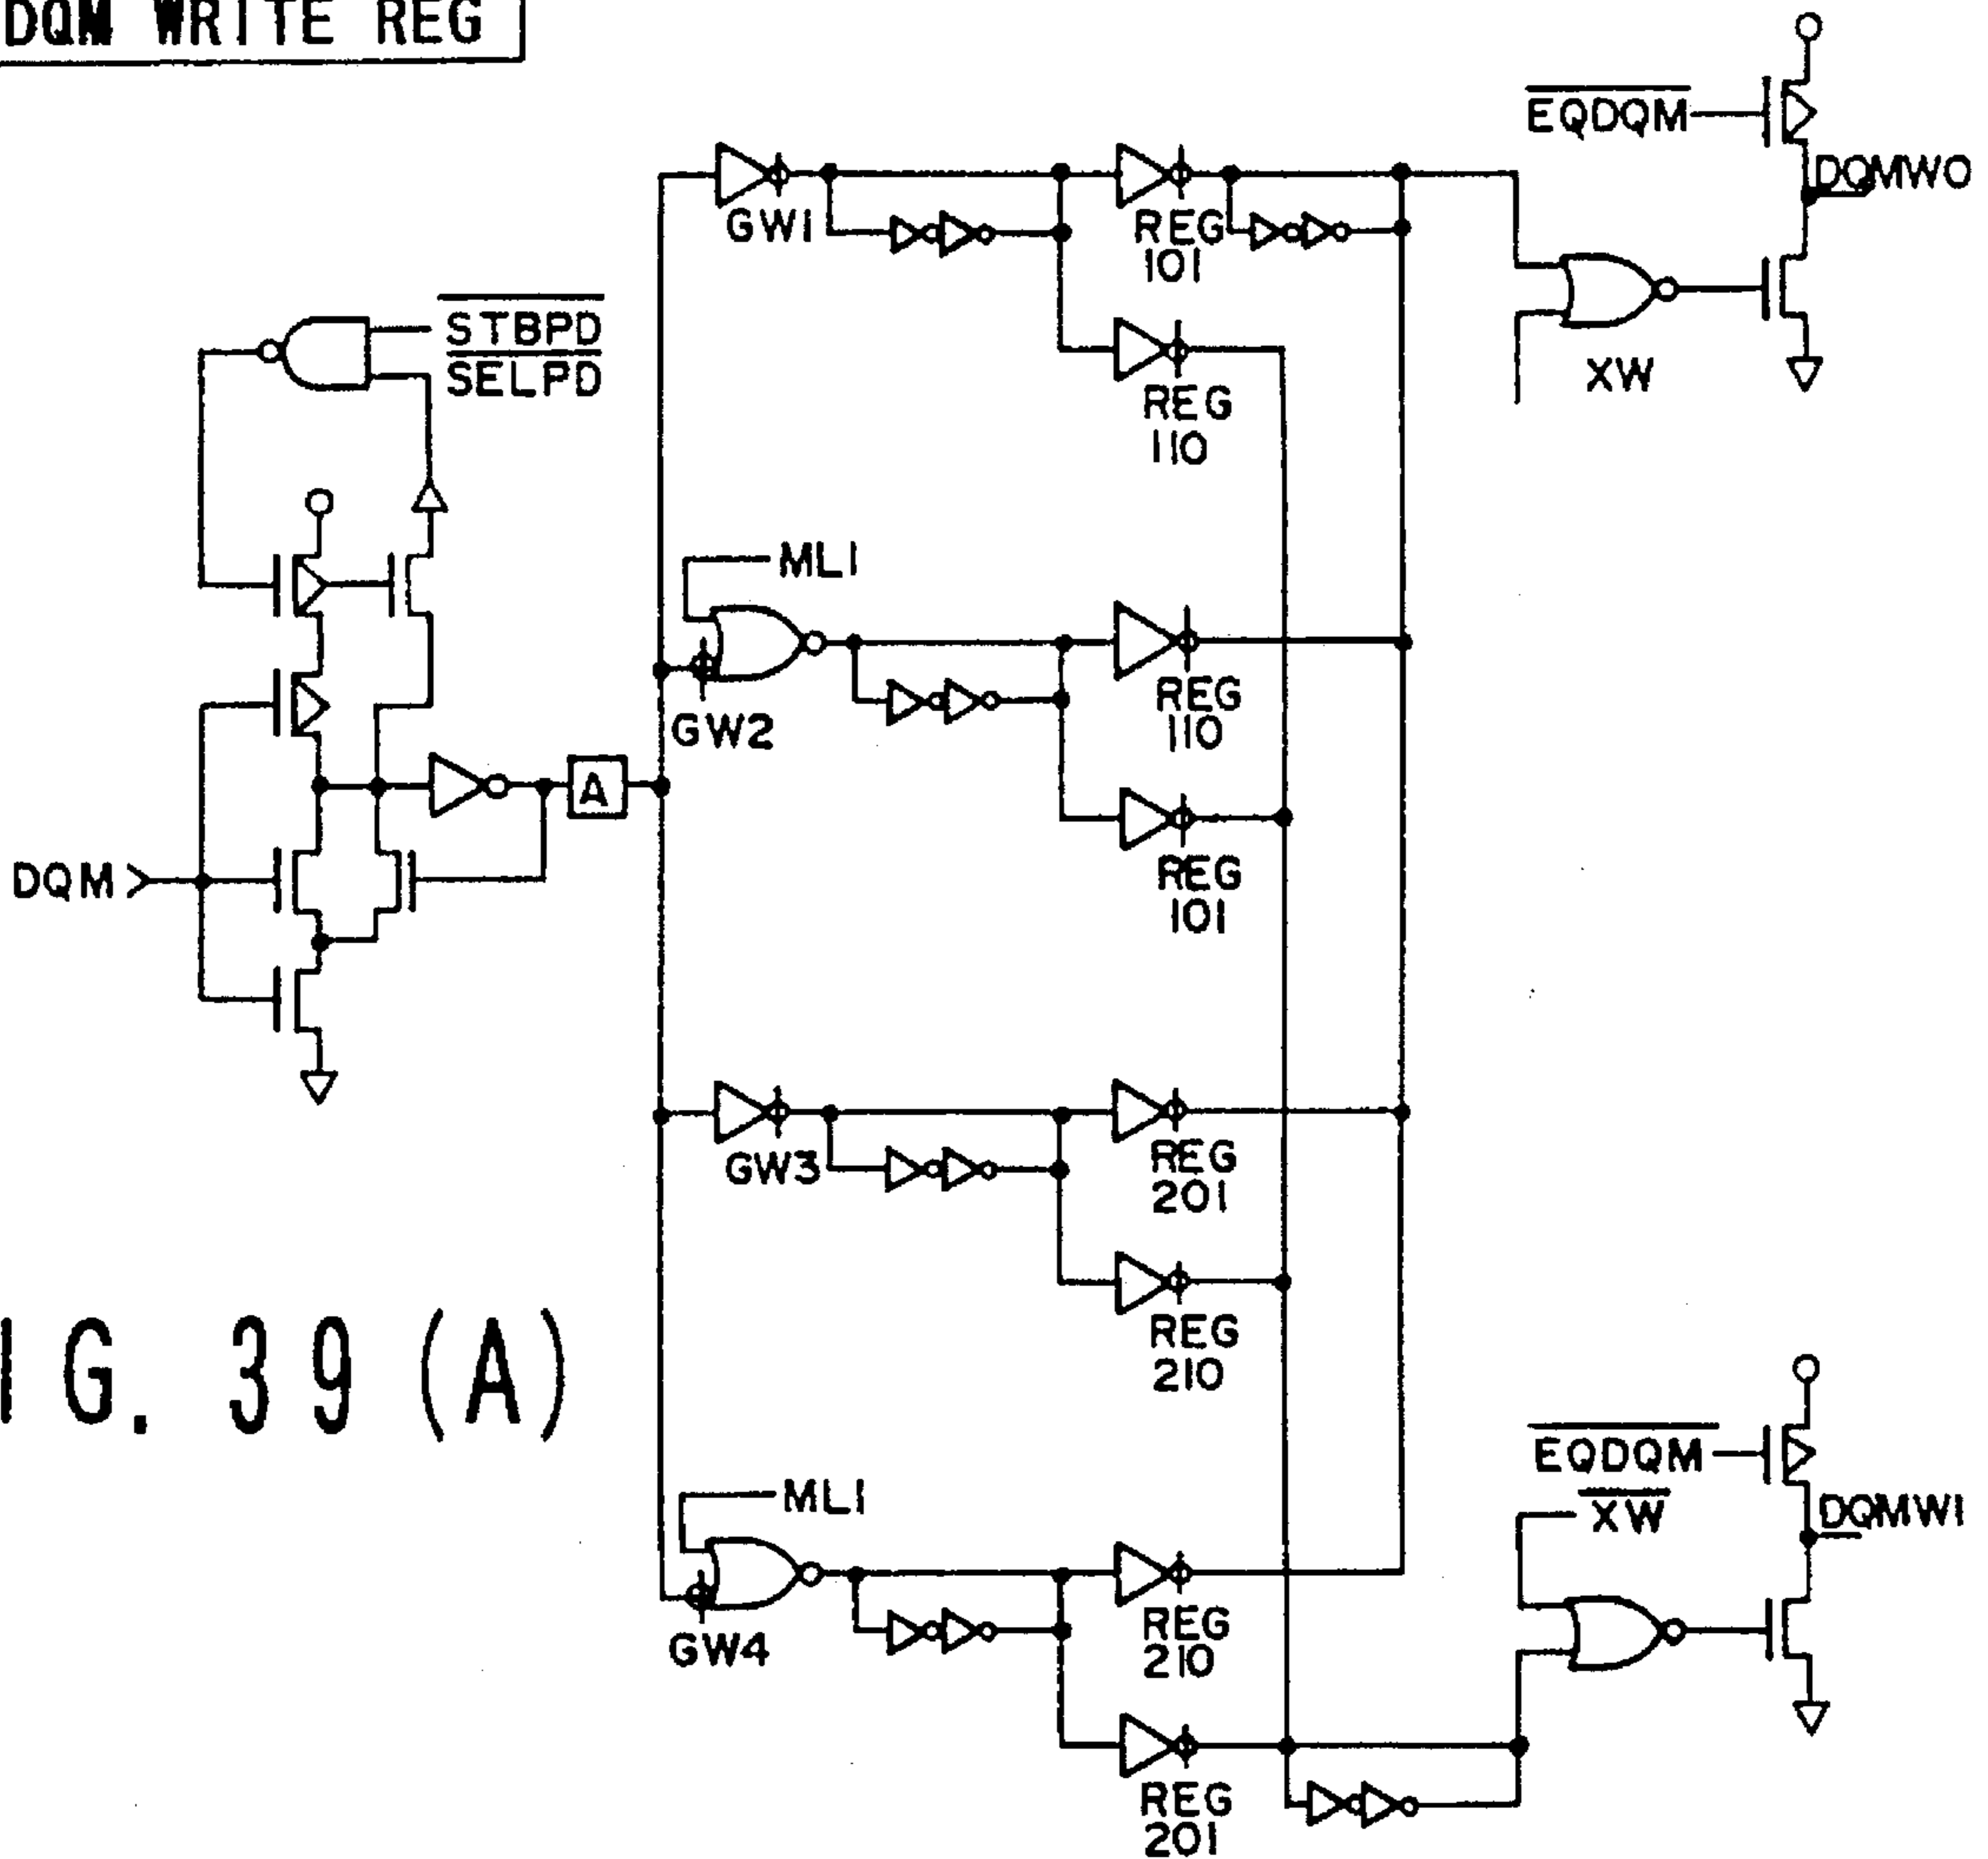 DQM WRITE REG
EQDQM
DQMW0
GW1
REG
101
XW
STBPD
SELPD
REG
110
ML1
GW2
REG
110
A
DQM
REG
101
GW3
REG
201
REG
210
IG. 39(A)
EQDQM
XW
DQMW1
ML1
GW4
REG
210
REG
201